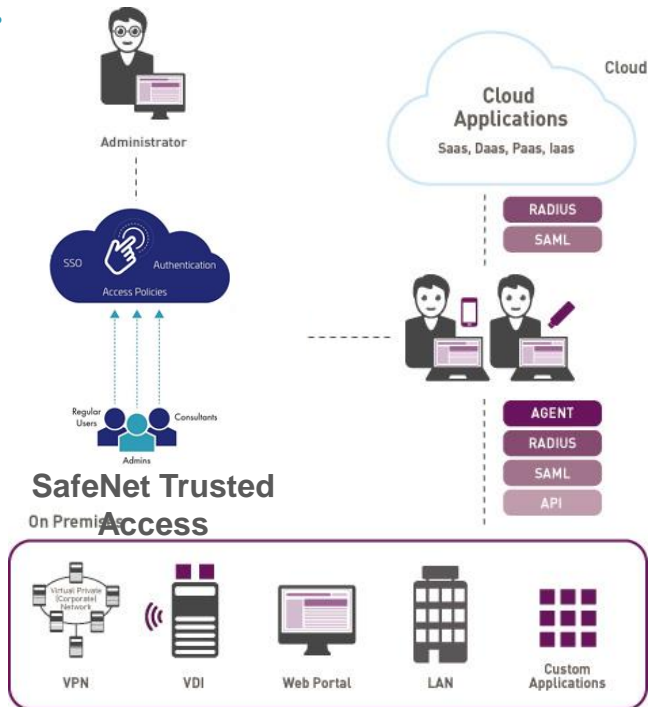 Administrator
Cloud
Cloud
Applications
Saas, Daas, Paas, Iaas
RADIUS
SAML
SSO
Authentication
Access Policies
Regular
Users
Consultants
Admins
AGENT
RADIUS
SAML
API
SafeNet Trusted
Access
On Premises
Virtual Private
(Corporate)
Network
VPN
VDI
Web Portal
LAN
Custom
Applications